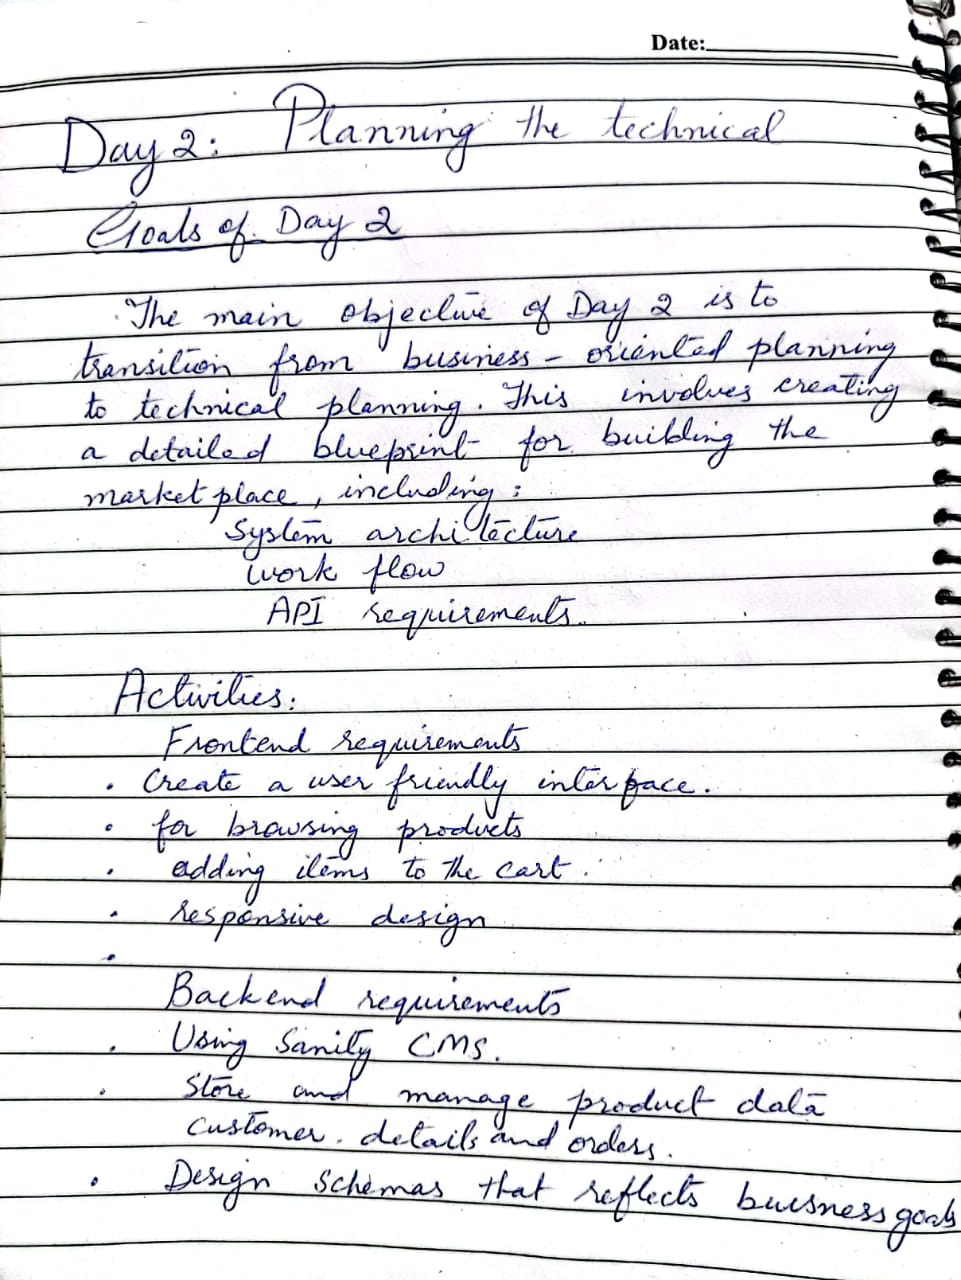 Date:
Day 2: Planning the technical
Goals of Day 2
The main objective of Day 2 is to
transition from business - oriented planning
to technical planning. This involves creating
a detailed blueprint for building the
market place, including:
System architecture
Work flow
API requirements.
Activities:
Frontend requirements
• Create a user friendly interface.
• for browsing products
• adding items to the cart.
• responsive design
•
Backend requirements
• Using Sanity CMS.
• Store and manage product data
customer. details and orders.
• Design schemas that reflects buisness goals